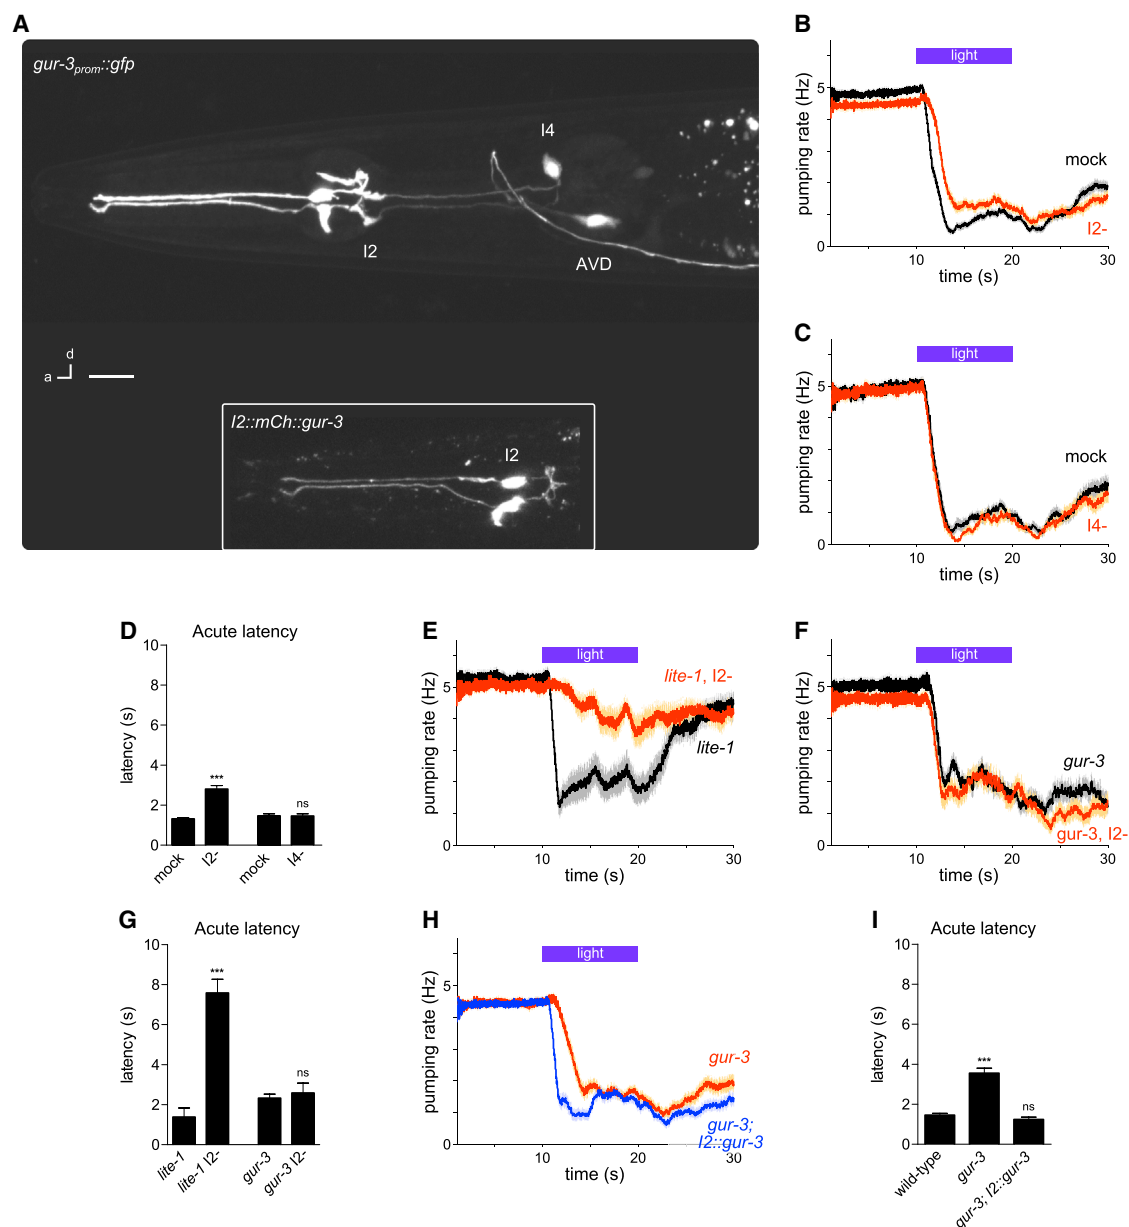 A
gur-3prom::gfp
I4
I2
AVD
d
a
I2::mCh::gur-3
I2
B
light
pumping rate (Hz)
5
0
mock
I2-
10
20
30
time (s)
C
light
pumping rate (Hz)
5
0
mock
I4-
10
20
30
time (s)
D
Acute latency
latency (s)
10
8
6
4
2
0
***
ns
mock
I2-
mock
I4-
E
light
pumping rate (Hz)
5
0
lite-1, I2-
lite-1
10
20
30
time (s)
F
light
pumping rate (Hz)
5
0
gur-3
gur-3, I2-
10
20
30
time (s)
G
Acute latency
latency (s)
10
8
6
4
2
0
***
ns
lite-1
lite-1 I2-
gur-3
gur-3 I2-
H
light
pumping rate (Hz)
5
0
gur-3
gur-3;
I2::gur-3
10
20
30
time (s)
I
Acute latency
latency (s)
10
8
6
4
2
0
***
ns
wild-type
gur-3
gur-3; I2::gur-3